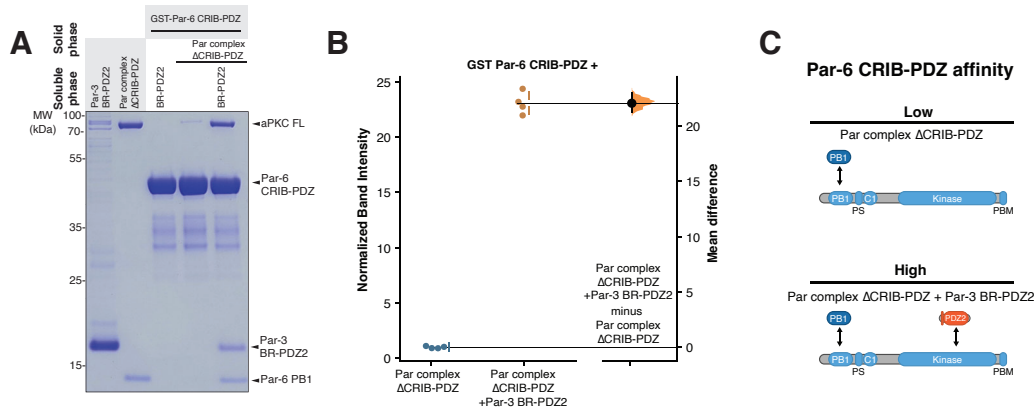 A
Solid
phase
Soluble
phase
GST-Par-6 CRIB-PDZ
Par complex
ΔCRIB-PDZ
Par-3
BR-PDZ2
Par complex
ΔCRIB-PDZ
BR-PDZ2
BR-PDZ2
MW
(kDa)
100-
70-
55-
35-
25-
15-
aPKC FL
Par-6
CRIB-PDZ
Par-3
BR-PDZ2
Par-6 PB1
B
GST Par-6 CRIB-PDZ +
Normalized Band Intensity
25
20
15
10
5
0
Mean difference
20
15
10
5
0
Par complex
ΔCRIB-PDZ
+Par-3 BR-PDZ2
minus
Par complex
ΔCRIB-PDZ
Par complex
ΔCRIB-PDZ
Par complex
ΔCRIB-PDZ
+Par-3 BR-PDZ2
C
Par-6 CRIB-PDZ affinity
Low
Par complex ΔCRIB-PDZ
PB1
PB1
C1
Kinase
PS
PBM
High
Par complex ΔCRIB-PDZ + Par-3 BR-PDZ2
PB1
PDZ2
PB1
C1
Kinase
PS
PBM